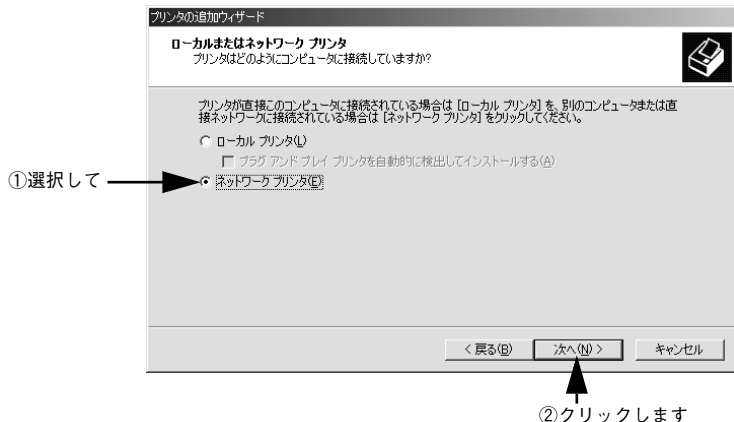 プリンタの追加ウィザード
ローカルまたはネットワーク プリンタ
プリンタはどのようにコンピュータに接続していますか?
プリンタが直接このコンピュータに接続されている場合は [ローカル プリンタ] を、別のコンピュータまたは直
接ネットワークに接続されている場合は [ネットワーク プリンタ] をクリックしてください。
ローカル プリンタ(L)
プラグ アンド プレイ プリンタを自動的に検出してインストールする(A)
①選択して
ネットワーク プリンタ(E)
< 戻る(B)
次へ(N) >
キャンセル
②クリックします